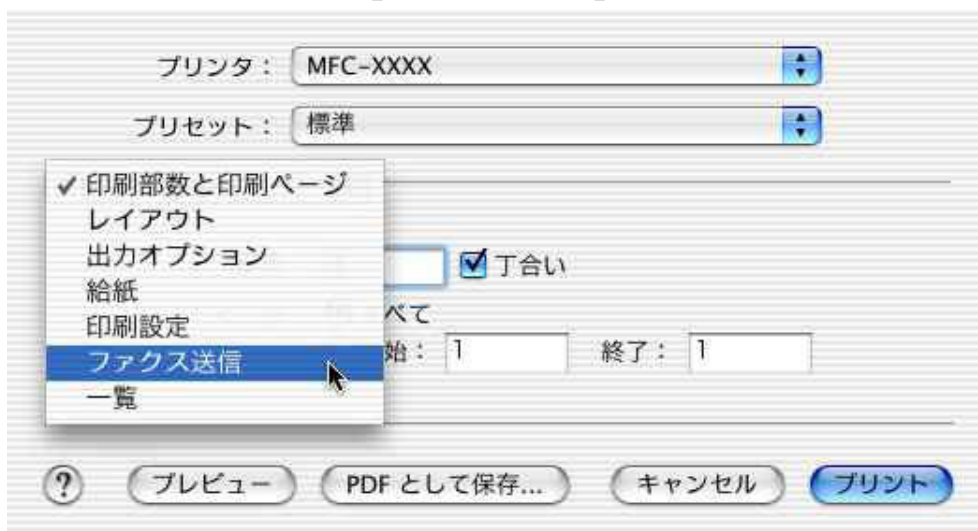 プリンタ： MFC-XXXX
プリセット： 標準
✓ 印刷部数と印刷ページ
レイアウト
出力オプション
丁合い
給紙
べて
印刷設定
始： 1 終了： 1
ファクス送信
一覧
? プレビュー PDF として保存... キャンセル プリント